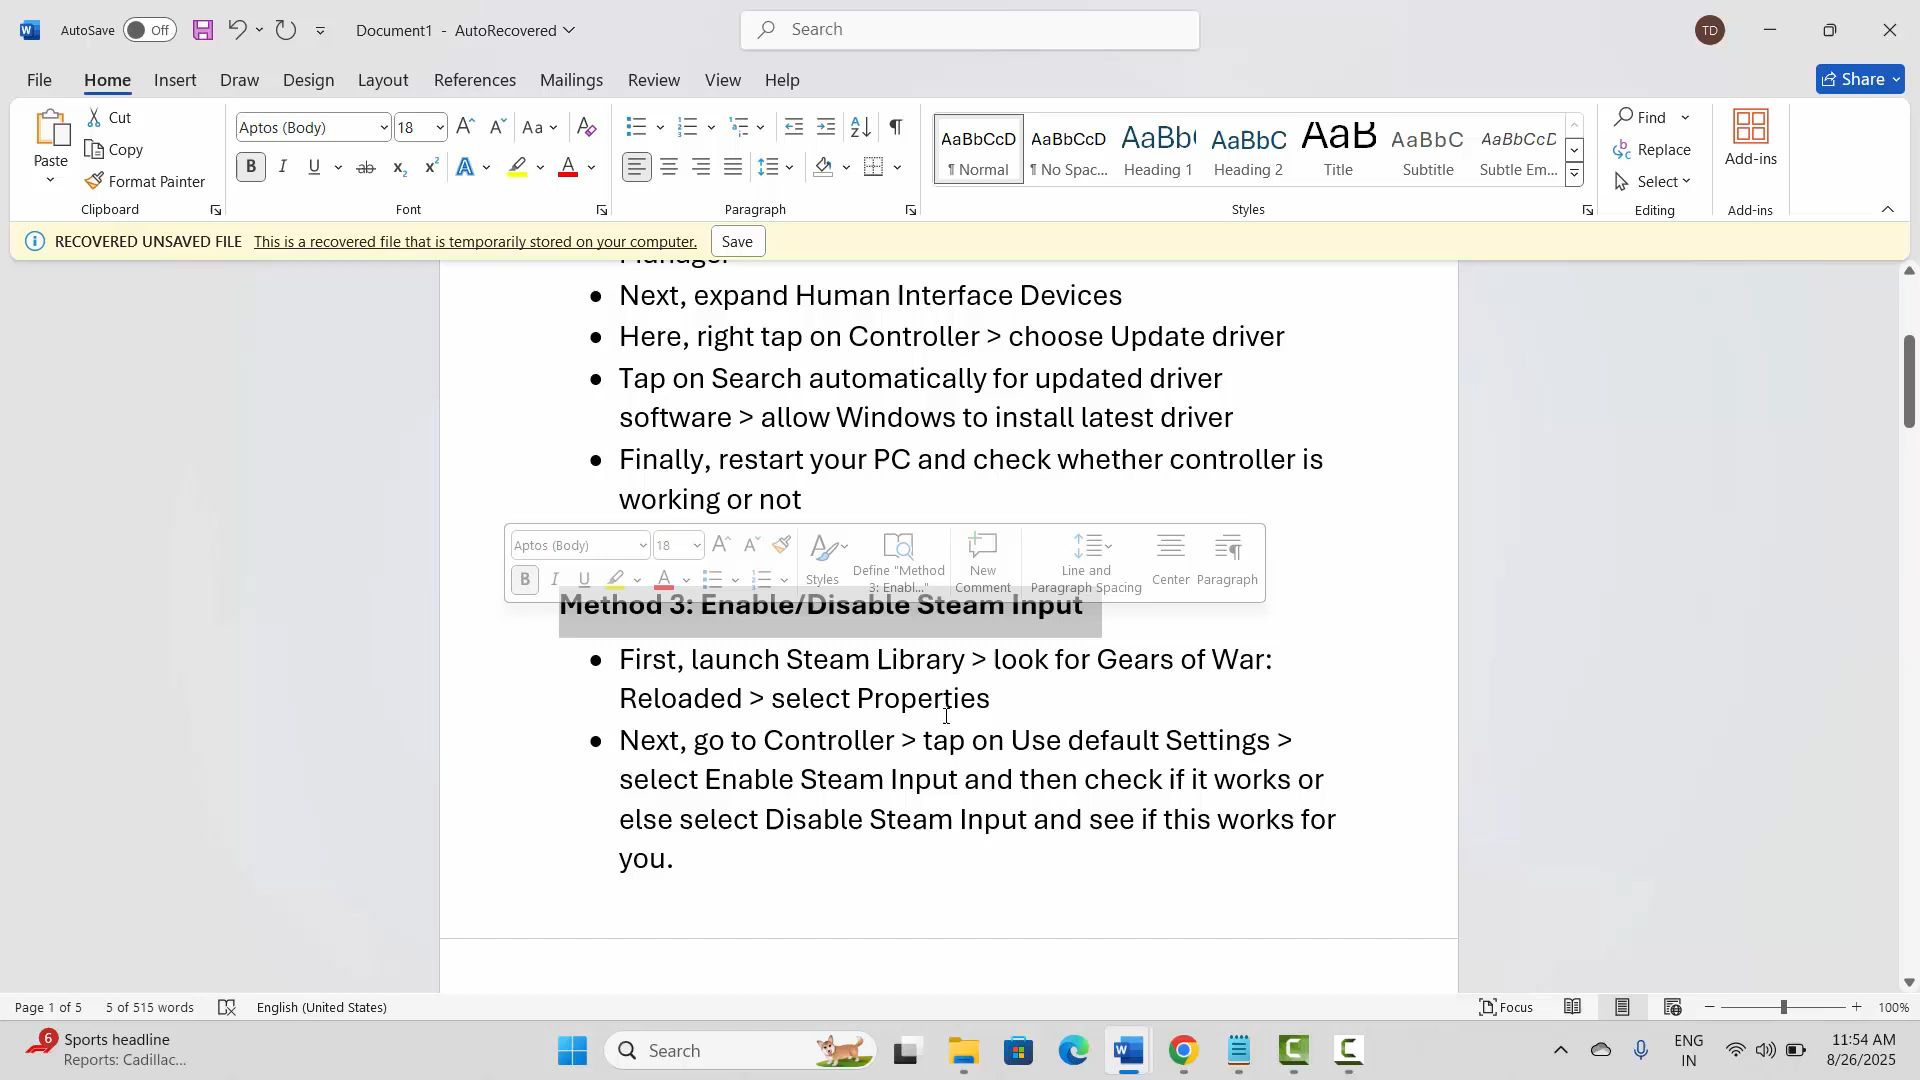 AutoSave Off Document1 - AutoRecovered Search TD
File Home Insert Draw Design Layout References Mailings Review View Help Share
Paste Cut Copy Format Painter Clipboard
Aptos (Body) 18 Aa B I U ab x₂ x² A A Font
Paragraph
AaBbCcD AaBbCcD AaBb( AaBbC AaB AaBbC AaBbCcD
¶ Normal ¶ No Spac... Heading 1 Heading 2 Title Subtitle Subtle Em...
Styles
Find Replace Select Editing
Add-ins Add-ins
RECOVERED UNSAVED FILE This is a recovered file that is temporarily stored on your computer. Save
Manager
• Next, expand Human Interface Devices
• Here, right tap on Controller > choose Update driver
• Tap on Search automatically for updated driver
software > allow Windows to install latest driver
• Finally, restart your PC and check whether controller is
working or not
Aptos (Body) 18 B I U A Styles Define "Method 3: Enabl..." New Comment Line and Paragraph Spacing Center Paragraph
Method 3: Enable/Disable Steam Input
• First, launch Steam Library > look for Gears of War:
Reloaded > select Properties
• Next, go to Controller > tap on Use default Settings >
select Enable Steam Input and then check if it works or
else select Disable Steam Input and see if this works for
you.
Page 1 of 5 5 of 515 words English (United States) Focus 100%
6 Sports headline
Reports: Cadillac...
Search
ENG
IN
11:54 AM
8/26/2025